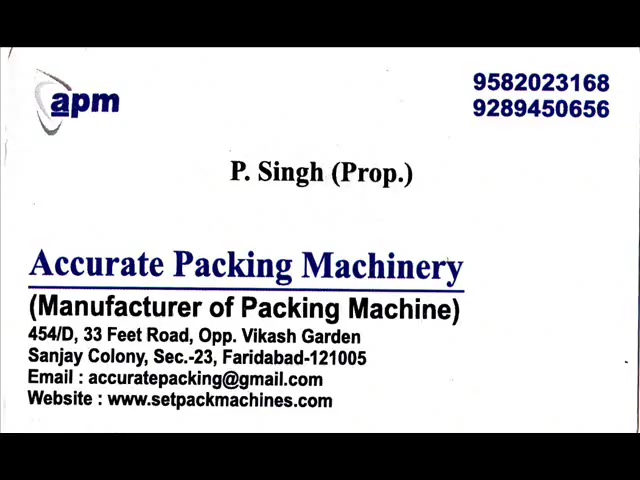 apm
9582023168
9289450656
P. Singh (Prop.)
Accurate Packing Machinery
(Manufacturer of Packing Machine)
454/D, 33 Feet Road, Opp. Vikash Garden
Sanjay Colony, Sec.-23, Faridabad-121005
Email : accuratepacking@gmail.com
Website : www.setpackmachines.com